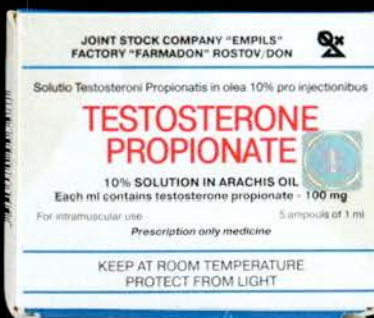 JOINT STOCK COMPANY "EMPILS"
FACTORY "FARMADON" ROSTOV/DON
Solutio Testosteroni Propionatis in olea 10% pro injectionibus
TESTOSTERONE
PROPIONATE
10% SOLUTION IN ARACHIS OIL
Each ml contains testosterone propionate - 100 mg
For intramuscular use 5 ampouls of 1 ml
Prescription only medicine
KEEP AT ROOM TEMPERATURE
PROTECT FROM LIGHT